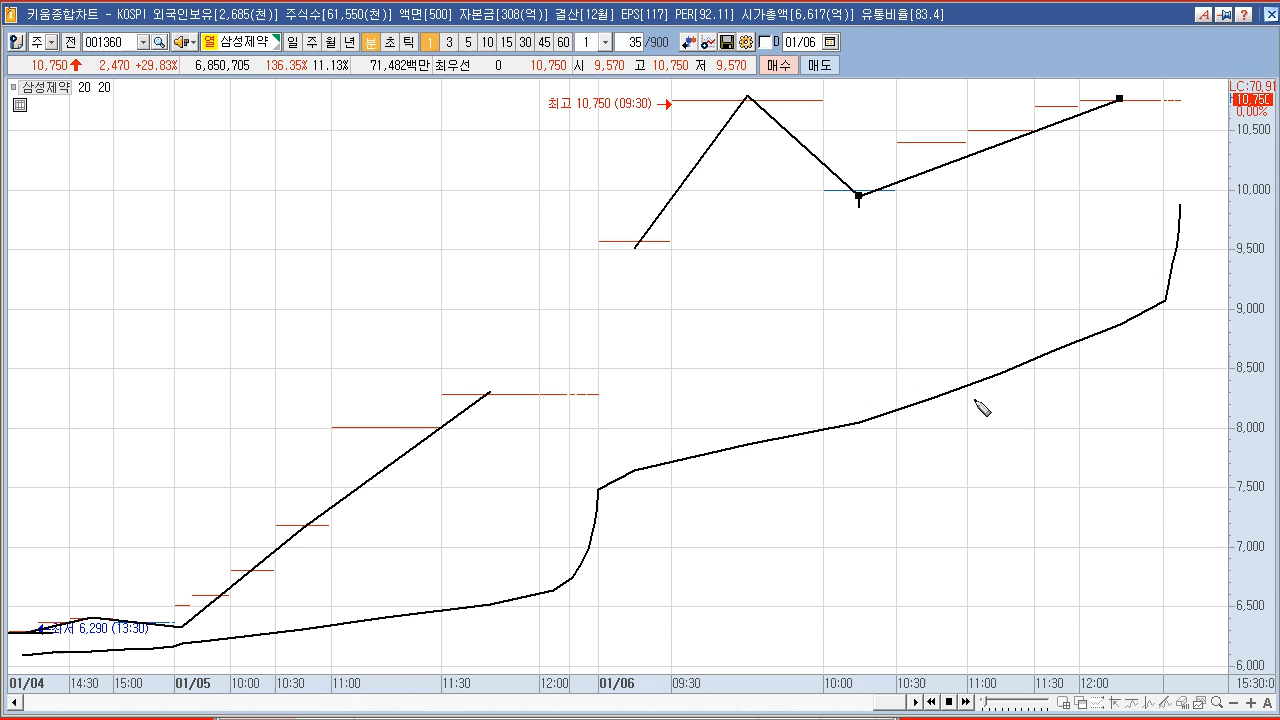 키움종합차트 - KOSPI 외국인보유[2,685(천)] 주식수[61,550(천)] 액면[500] 자본금[308(억)] 결산[12월] EPS[117] PER[92.11] 시가총액[6,617(억)] 유통비율[83.4]
주 전 001360 열 삼성제약 일 주 월 년 분 초 틱 1 3 5 10 15 30 45 60 1 35 /900 D 01/06
10,750 2,470 +29.83% 6,850,705 136.35% 11.13% 71,482백만 최우선 0 10,750 시 9,570 고 10,750 저 9,570 매수 매도
삼성제약 20 20
LC:70,91
10,750
0,00%
최고 10,750 (09:30)
10,500
10,000
9,500
9,000
8,500
8,000
7,500
7,000
6,500
최저 6,290 (13:30)
6,000
01/04 14:30 15:00 01/05 10:00 10:30 11:00 11:30 12:00 01/06 09:30 10:00 10:30 11:00 11:30 12:00 15:30:0
A